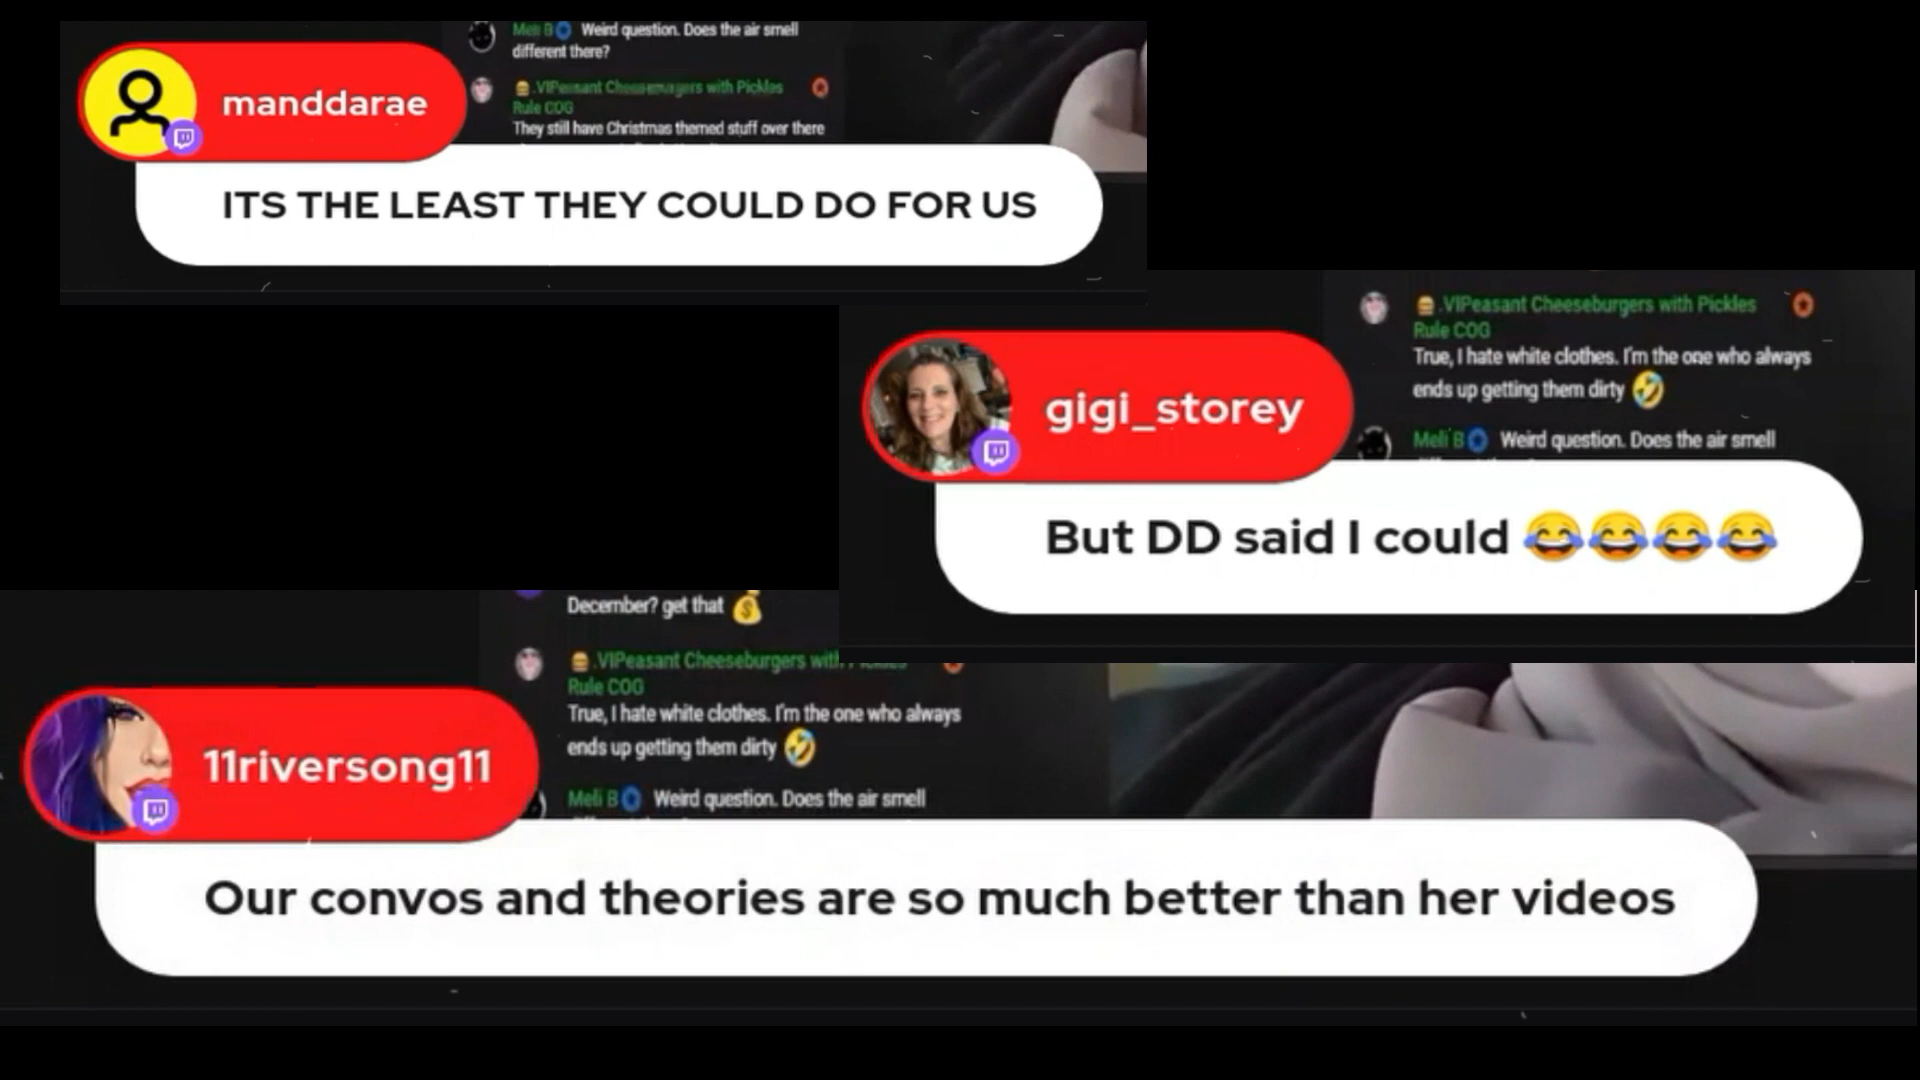 Meli B Weird question. Does the air smell
different there?
.VIPeasant Cheeseburgers with Pickles
Rule COG
They still have Christmas themed stuff over there
manddarae
ITS THE LEAST THEY COULD DO FOR US
.VIPeasant Cheeseburgers with Pickles
Rule COG
True, I hate white clothes. I'm the one who always
ends up getting them dirty 🤣
Meli B Weird question. Does the air smell
gigi_storey
But DD said I could 😂😂😂😂
December? get that 💰
.VIPeasant Cheeseburgers with
Rule COG
True, I hate white clothes. I'm the one who always
ends up getting them dirty 🤣
Meli B Weird question. Does the air smell
11riversong11
Our convos and theories are so much better than her videos